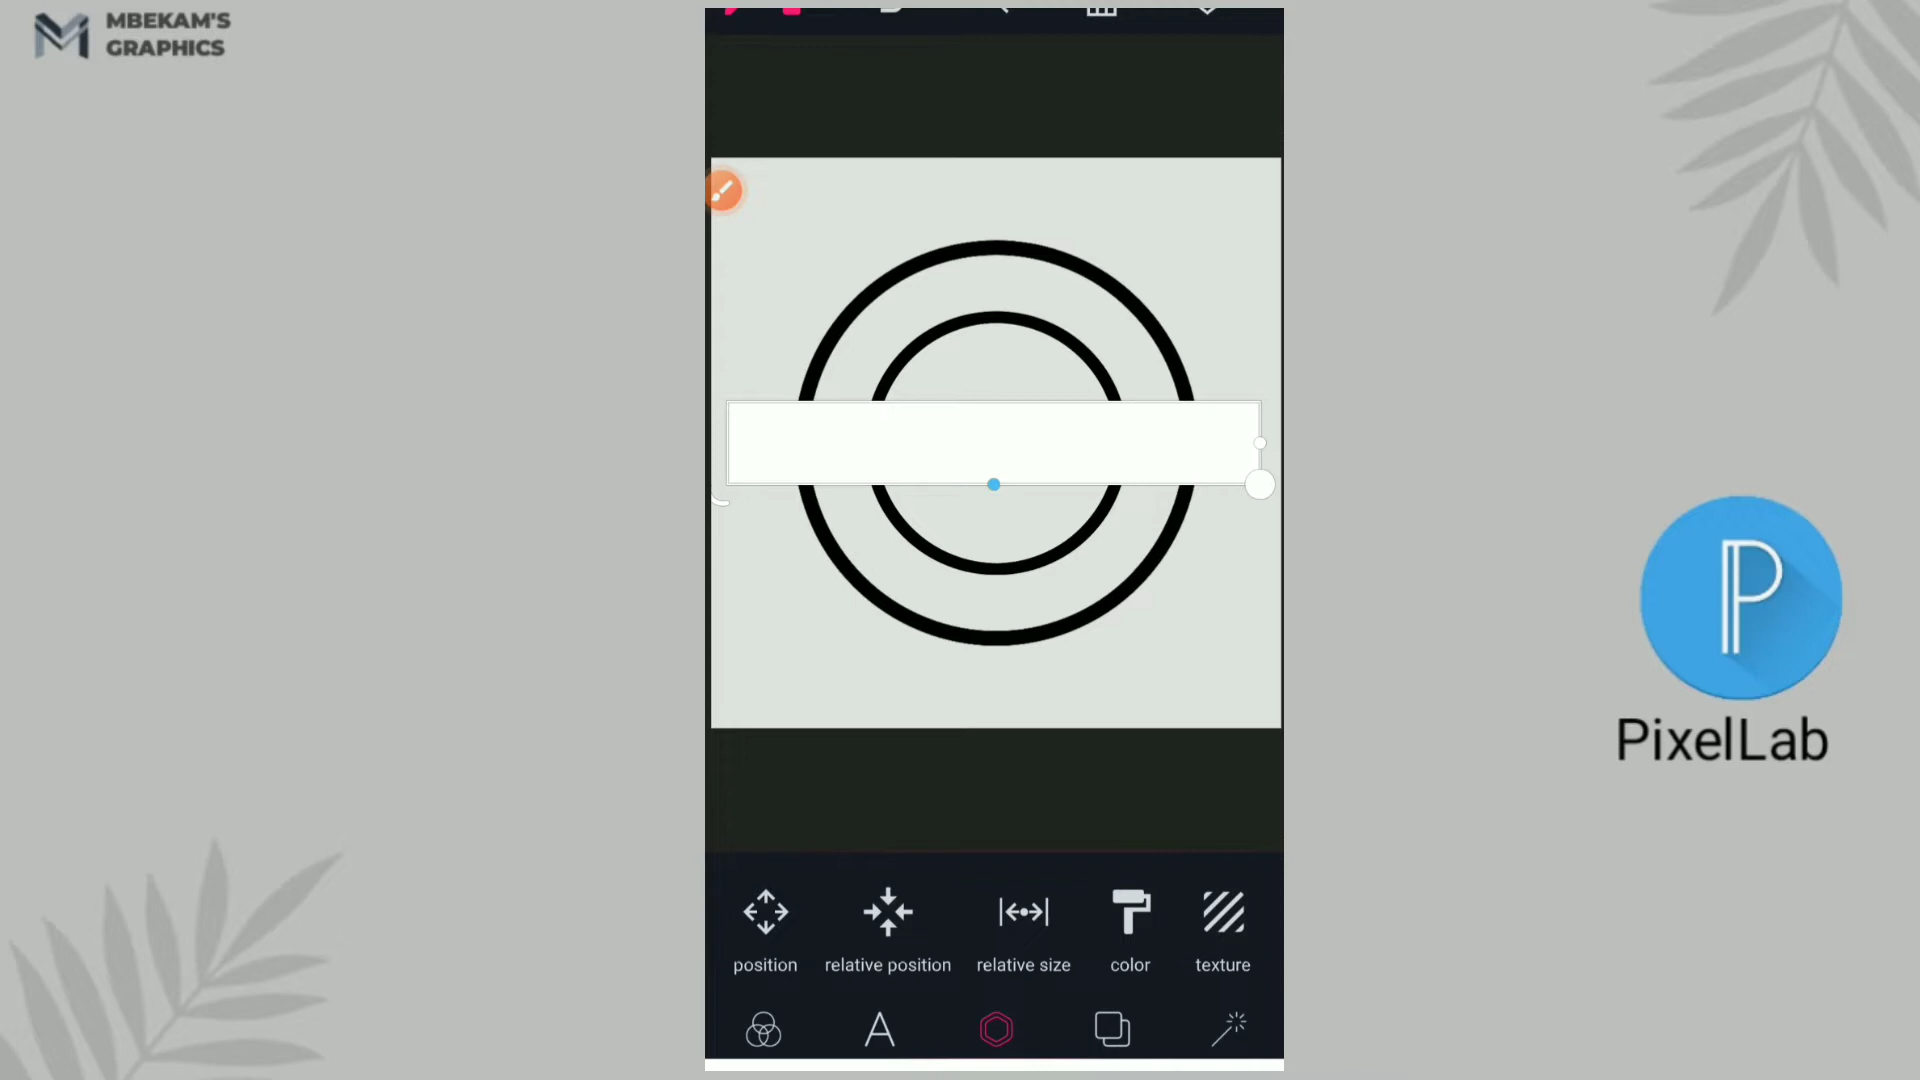 MBEKAM'S
GRAPHICS
PixelLab
position
relative position
relative size
color
texture